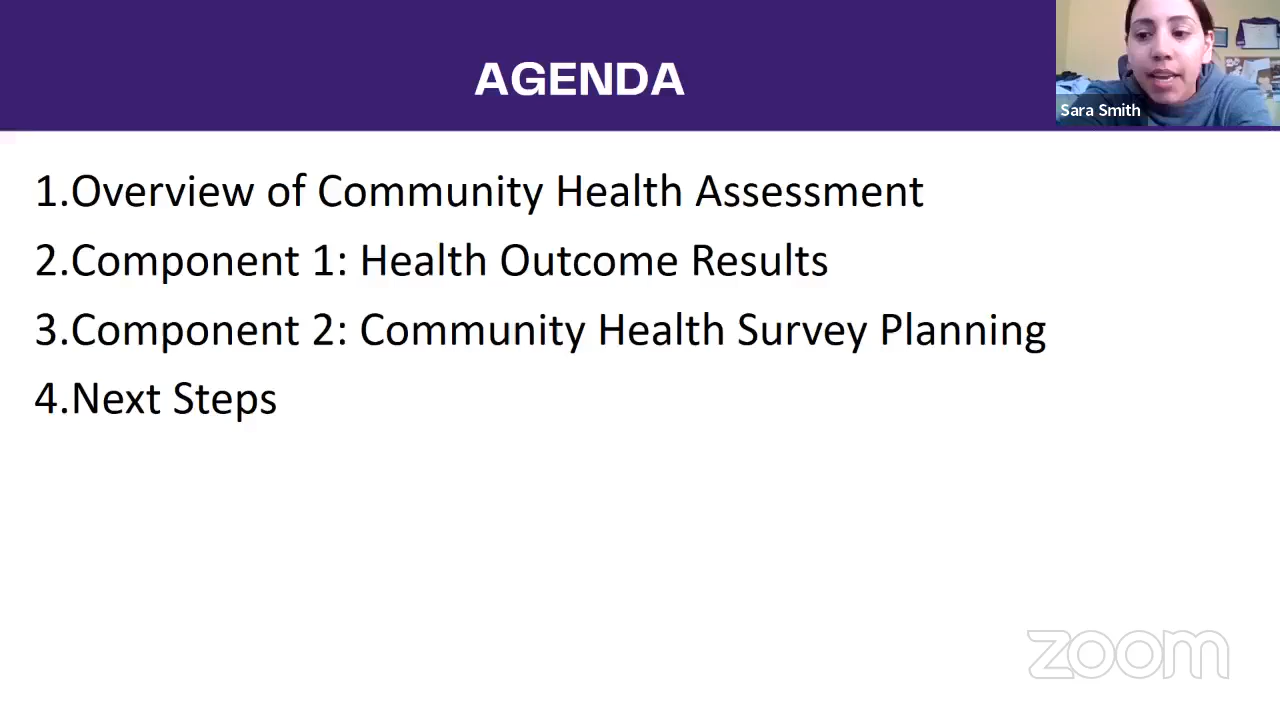 AGENDA
Sara Smith
1.Overview of Community Health Assessment
2.Component 1: Health Outcome Results
3.Component 2: Community Health Survey Planning
4.Next Steps
zoom